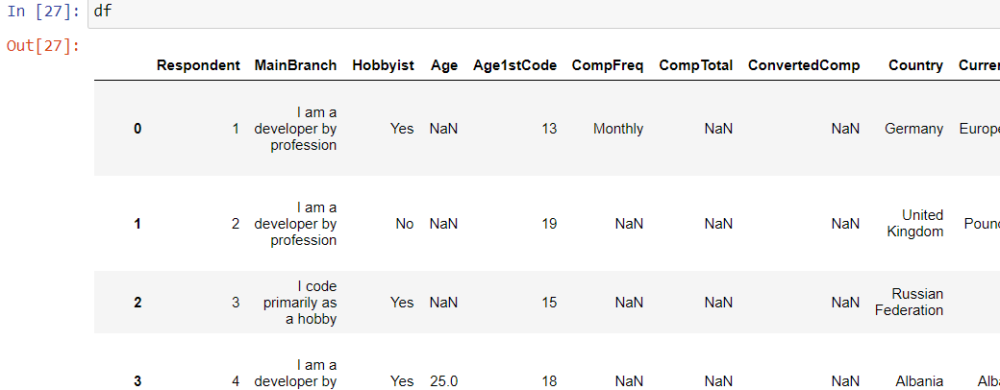 In [27]: df
Out[27]:
Respondent MainBranch Hobbyist Age Age1stCode CompFreq CompTotal ConvertedComp Country Curren
0 1 I am a developer by profession Yes NaN 13 Monthly NaN NaN Germany Europe
1 2 I am a developer by profession No NaN 19 NaN NaN NaN United Kingdom Pound
2 3 I code primarily as a hobby Yes NaN 15 NaN NaN NaN Russian Federation
3 4 I am a developer by Yes 25.0 18 NaN NaN NaN Albania Alb